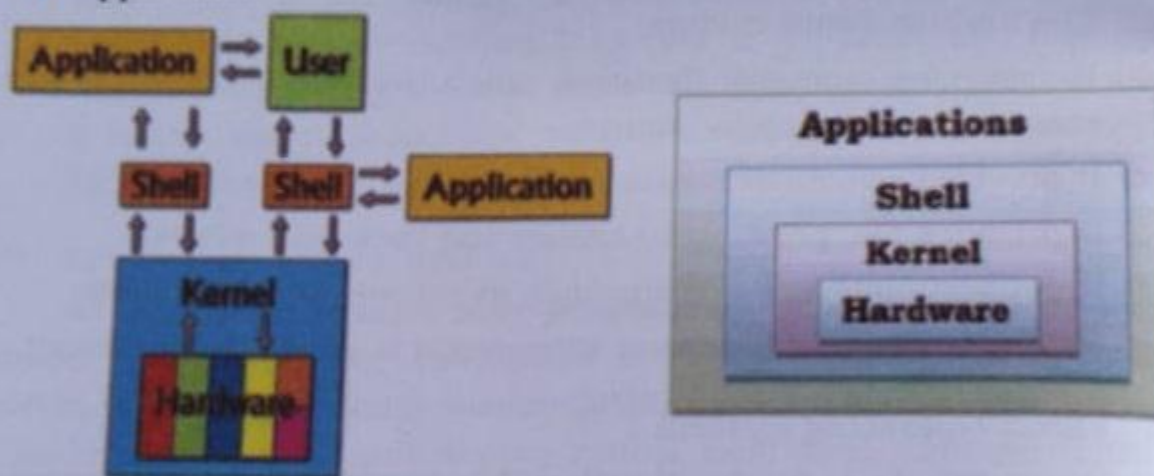 Application
User
Shell
Shell
Application
Kernel
Hardware
Applications
Shell
Kernel
Hardware